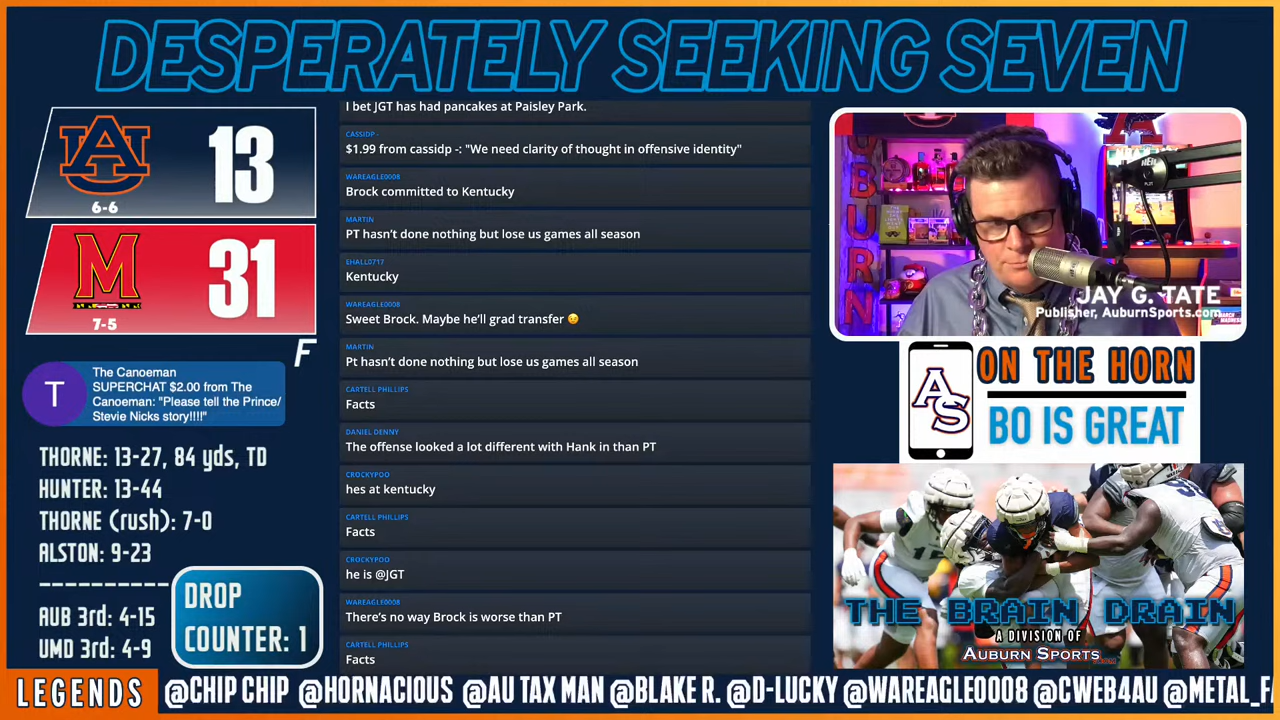 DESPERATELY SEEKING SEVEN
AU
13
6-6
M
31
7-5
F
T
The Canoeman
SUPERCHAT $2.00 from The
Canoeman: "Please tell the Prince/
Stevie Nicks story!!!!"
THORNE: 13-27, 84 yds, TD
HUNTER: 13-44
THORNE (rush): 7-0
ALSTON: 9-23
----------
AUB 3rd: 4-15
UMD 3rd: 4-9
DROP
COUNTER: 1
I bet JGT has had pancakes at Paisley Park.
CASSIDP -
$1.99 from cassidp -: "We need clarity of thought in offensive identity"
WAREAGLE0008
Brock committed to Kentucky
MARTIN
PT hasn’t done nothing but lose us games all season
EHALL0717
Kentucky
WAREAGLE0008
Sweet Brock. Maybe he’ll grad transfer 😉
MARTIN
Pt hasn’t done nothing but lose us games all season
CARTELL PHILLIPS
Facts
DANIEL DENNY
The offense looked a lot different with Hank in than PT
CROCKYPOO
hes at kentucky
CARTELL PHILLIPS
Facts
CROCKYPOO
he is @JGT
WAREAGLE0008
There’s no way Brock is worse than PT
CARTELL PHILLIPS
Facts
UBURN
JAY G. TATE
Publisher, AuburnSports.com
AS
ON THE HORN
BO IS GREAT
THE BRAIN DRAIN
A DIVISION OF
AUBURN SPORTS.com
LEGENDS
@CHIP CHIP @HORNACIOUS @AU TAX MAN @BLAKE R. @D-LUCKY @WAREAGLE0008 @CWEB4AU @METAL_F